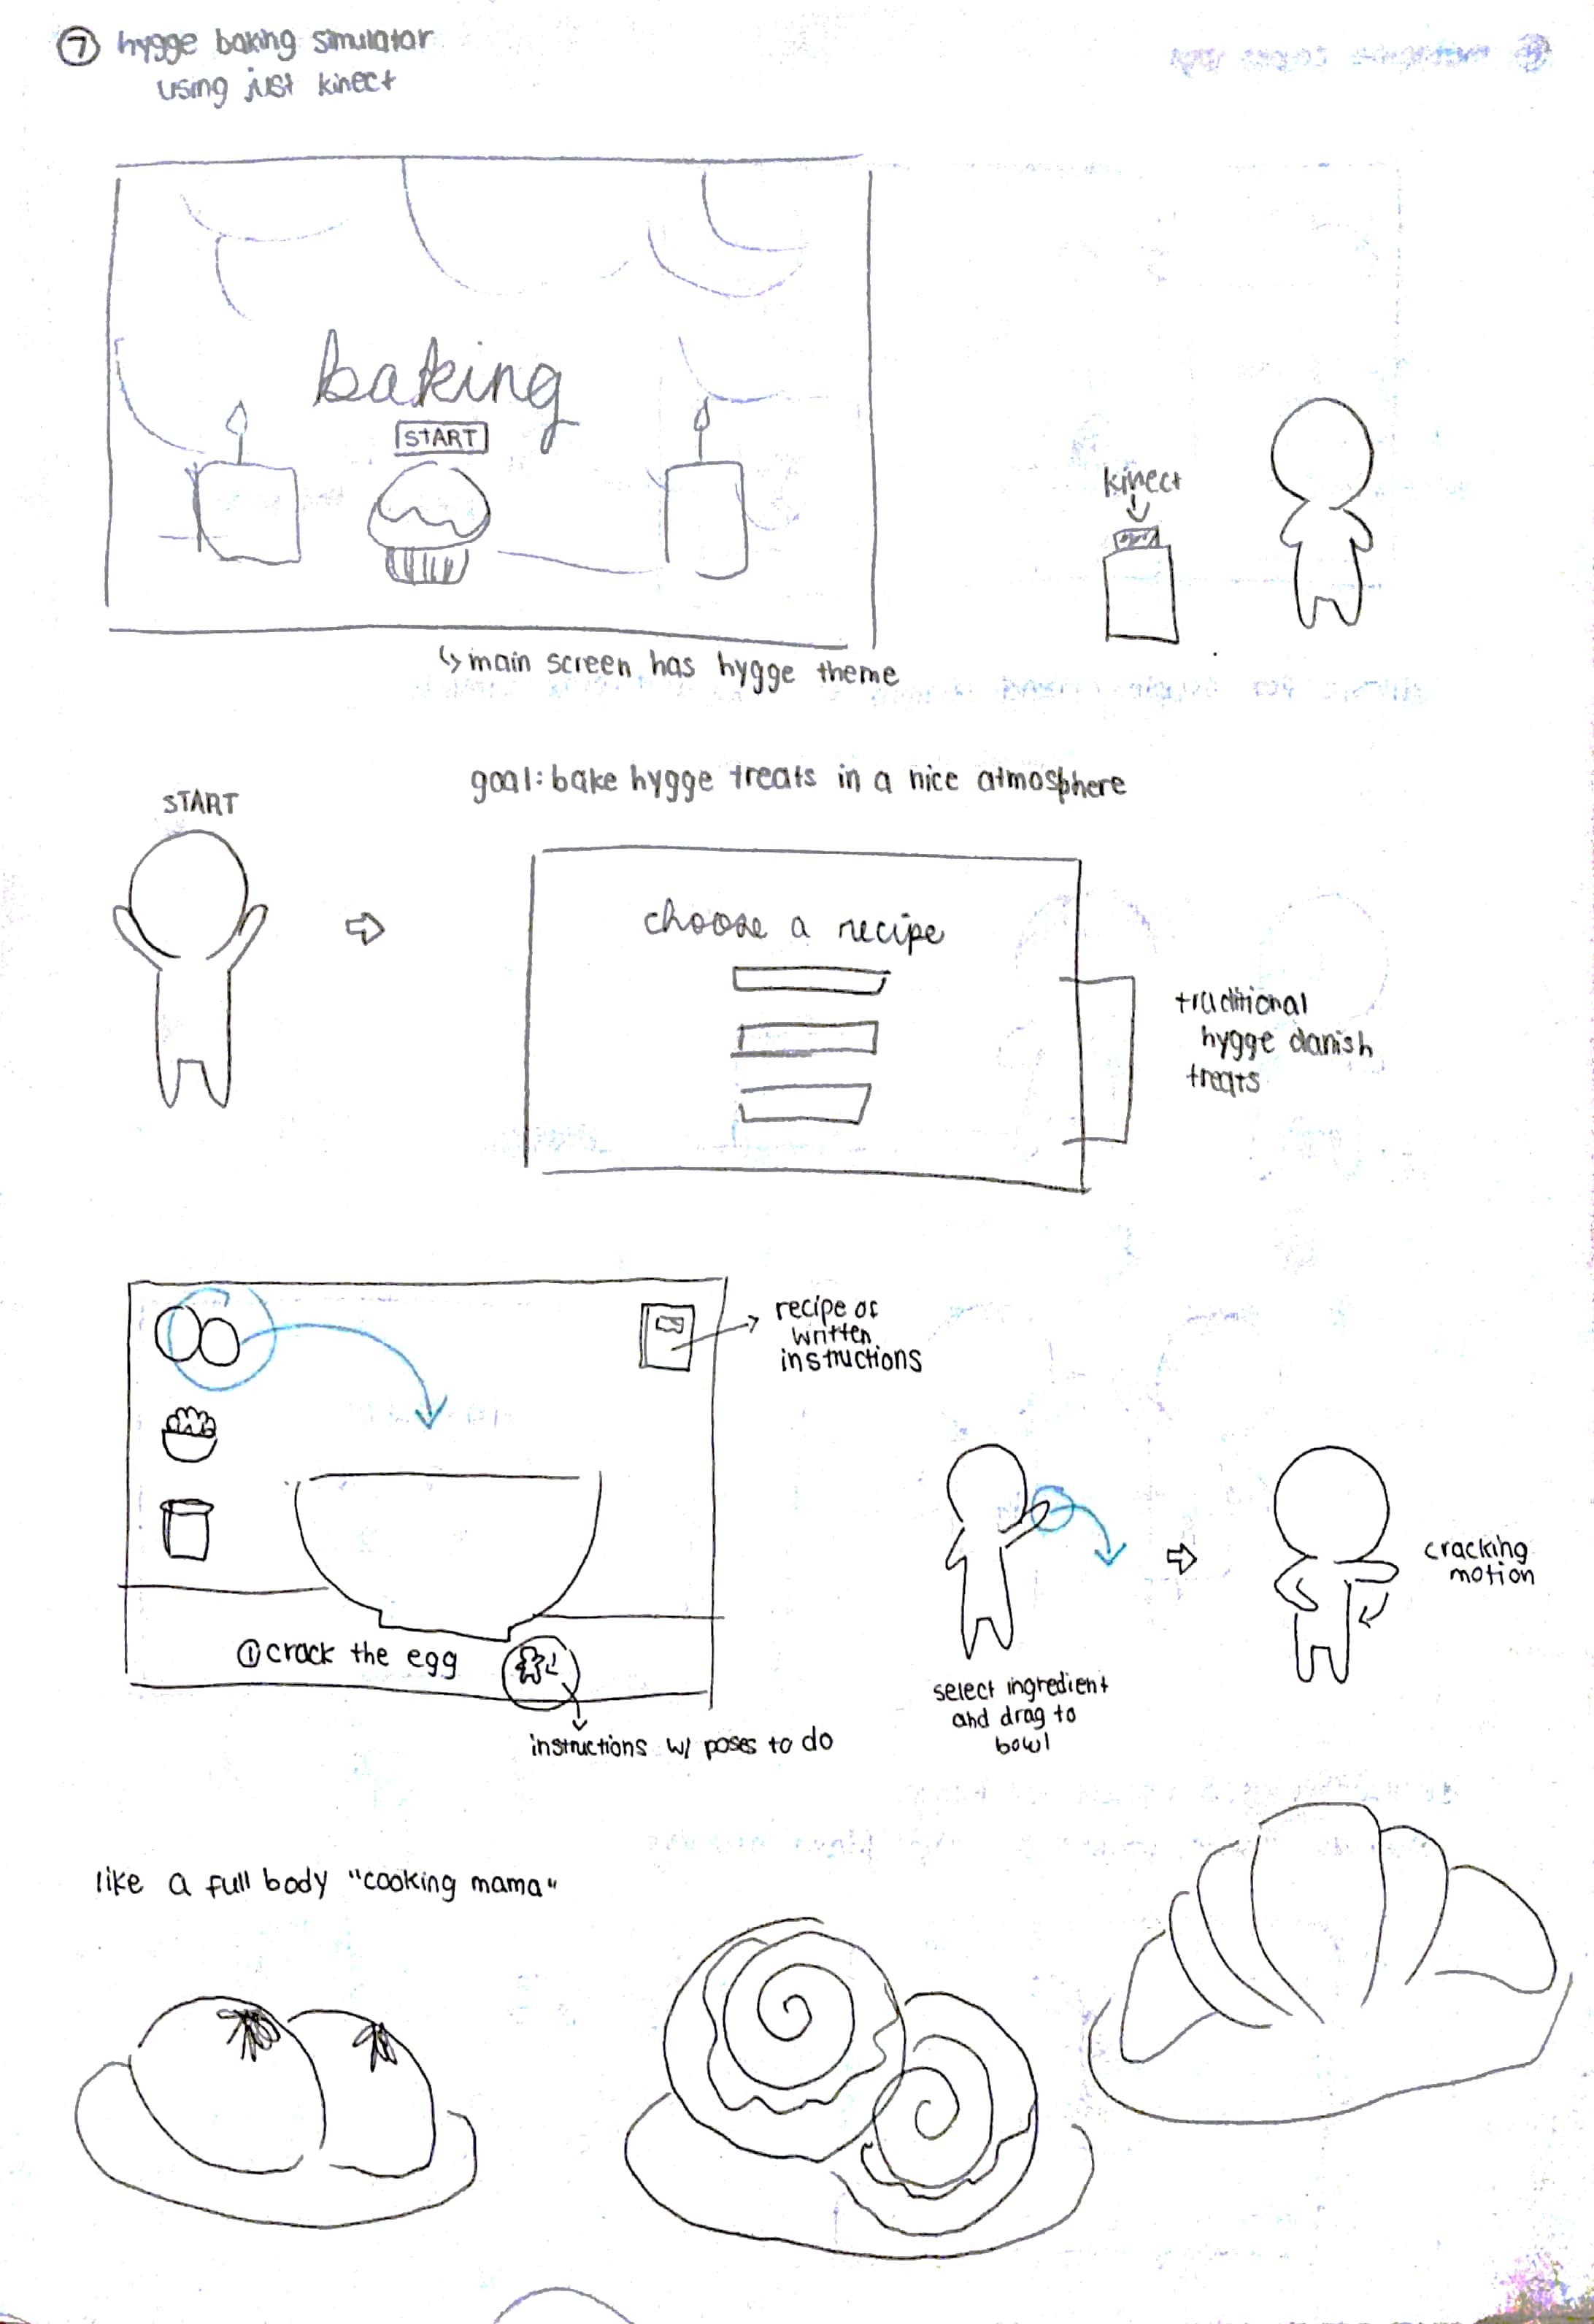 ⑦ hygge baking simulator
using just kinect
baking
START
kinect
↳ main screen has hygge theme
goal: bake hygge treats in a nice atmosphere
START
choose a recipe
traditional
hygge danish
treats
recipe of
written
instructions
① crack the egg
instructions w/ poses to do
select ingredient
and drag to
bowl
cracking
motion
like a full body "cooking mama"